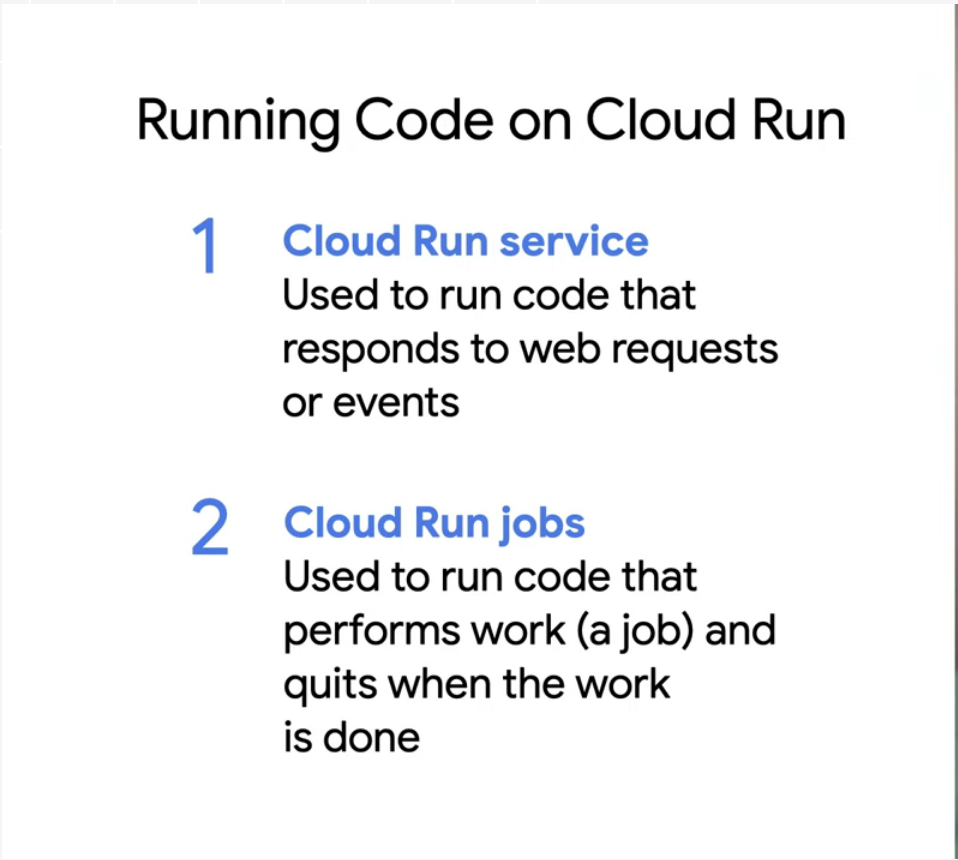 Running Code on Cloud Run
1
Cloud Run service
Used to run code that
responds to web requests
or events
2
Cloud Run jobs
Used to run code that
performs work (a job) and
quits when the work
is done